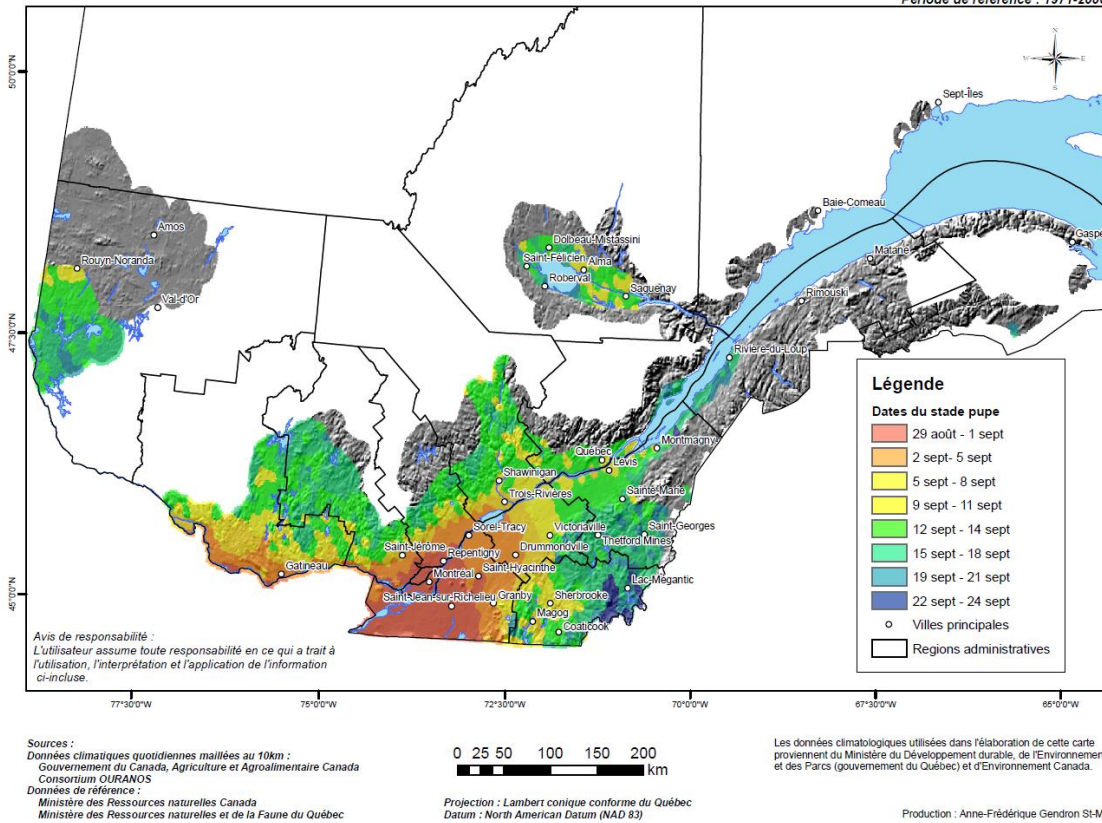 Période de référence : 1971-2000
N
W E
S
50°0'0"N
47°30'0"N
45°0'0"N
Sept-Îles
Baie-Comeau
Gaspé
Matane
Rimouski
Rivière-du-Loup
Amos
Rouyn-Noranda
Val-d'Or
Dolbeau-Mistassini
Saint-Félicien
Alma
Roberval
Saguenay
Montmagny
Québec
Lévis
Shawinigan
Trois-Rivières
Sainte-Marie
Sorel-Tracy
Victoriaville
Saint-Georges
Thetford Mines
Saint-Jérôme
Drummondville
Repentigny
Gatineau
Montréal
Saint-Hyacinthe
Lac-Mégantic
Saint-Jean-sur-Richelieu
Granby
Sherbrooke
Magog
Coaticook
Légende
Dates du stade pupe
29 août - 1 sept
2 sept- 5 sept
5 sept - 8 sept
9 sept - 11 sept
12 sept - 14 sept
15 sept - 18 sept
19 sept - 21 sept
22 sept - 24 sept
Villes principales
Regions administratives
Avis de responsabilité :
L'utilisateur assume toute responsabilité en ce qui a trait à
l'utilisation, l'interprétation et l'application de l'information
ci-incluse.
77°30'0"W
75°0'0"W
72°30'0"W
70°0'0"W
67°30'0"W
65°0'0"W
Sources :
Données climatiques quotidiennes maillées au 10km :
Gouvernement du Canada, Agriculture et Agroalimentaire Canada
Consortium OURANOS
Données de référence :
Ministère des Ressources naturelles Canada
Ministère des Ressources naturelles et de la Faune du Québec
0 25 50 100 150 200
km
Projection : Lambert conique conforme du Québec
Datum : North American Datum (NAD 83)
Les données climatologiques utilisées dans l'élaboration de cette carte
proviennent du Ministère du Développement durable, de l'Environnement
et des Parcs (gouvernement du Québec) et d'Environnement Canada.
Production : Anne-Frédérique Gendron St-M